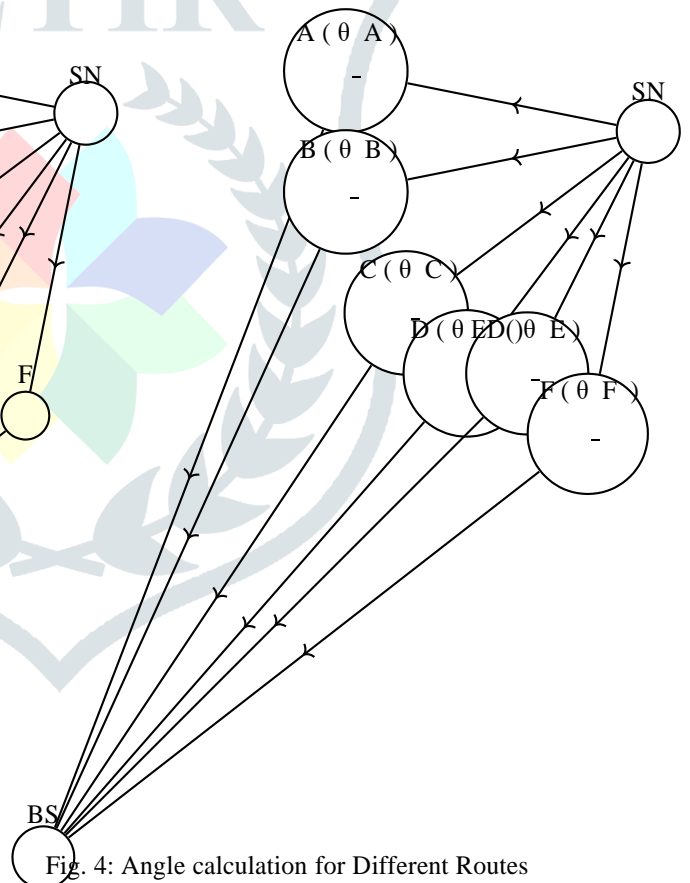 A ( θ A )
SN
SN
B ( θ B )
C ( θ C )
D ( θ D )
E ( θ E )
F
F ( θ F )
BS
Fig. 4: Angle calculation for Different Routes